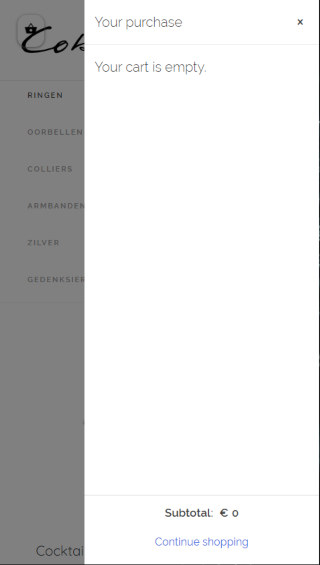 Your purchase
×
Your cart is empty.
RINGEN
OORBELLEN
COLLIERS
ARMBANDEN
ZILVER
Subtotal: € 0
Continue shopping